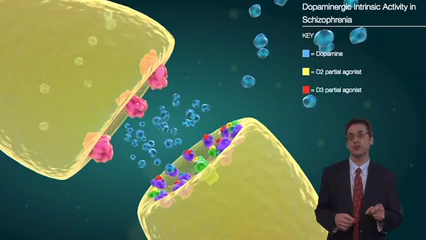 Dopaminergic Intrinsic Activity in
Schizophrenia
KEY
= Dopamine
= D2 partial agonist
= D3 partial agonist